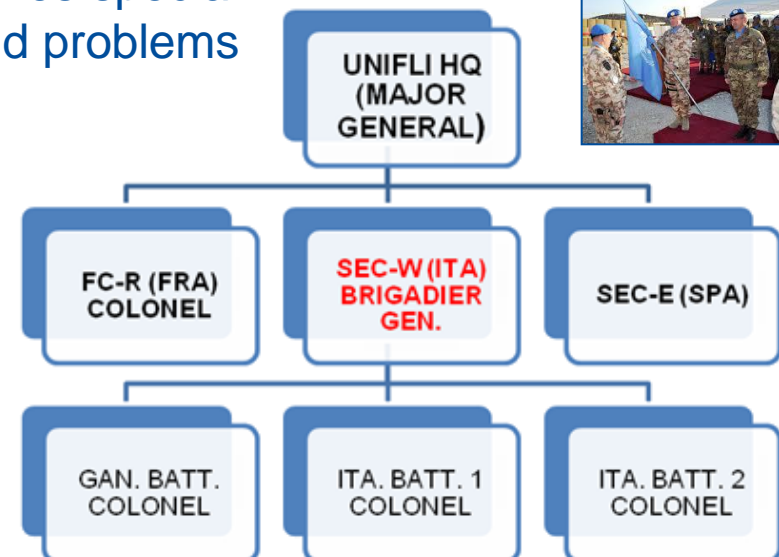 d problems
UNIFLI HQ
(MAJOR
GENERAL)
FC-R (FRA)
COLONEL
SEC-W (ITA)
BRIGADIER
GEN.
SEC-E (SPA)
GAN. BATT.
COLONEL
ITA. BATT. 1
COLONEL
ITA. BATT. 2
COLONEL